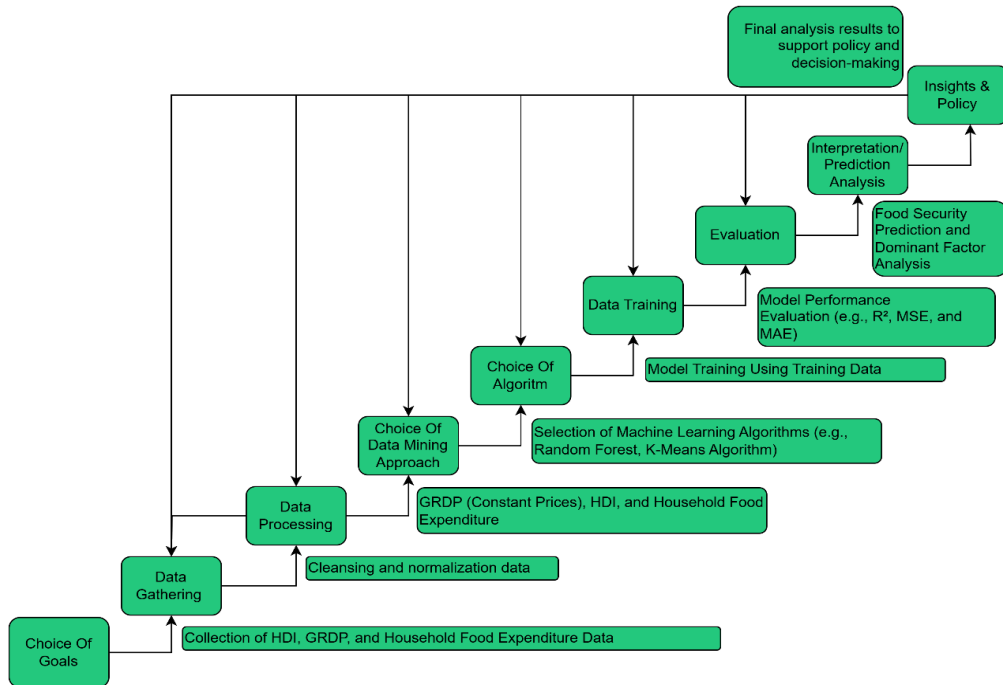 Final analysis results to
support policy and
decision-making
Insights &
Policy
Interpretation/
Prediction
Analysis
Food Security
Prediction and
Dominant Factor
Analysis
Evaluation
Model Performance
Evaluation (e.g., R², MSE, and
MAE)
Data Training
Model Training Using Training Data
Choice Of
Algoritm
Selection of Machine Learning Algorithms (e.g.,
Random Forest, K-Means Algorithm)
Choice Of
Data Mining
Approach
GRDP (Constant Prices), HDI, and Household Food
Expenditure
Data
Processing
Cleansing and normalization data
Data
Gathering
Collection of HDI, GRDP, and Household Food Expenditure Data
Choice Of
Goals